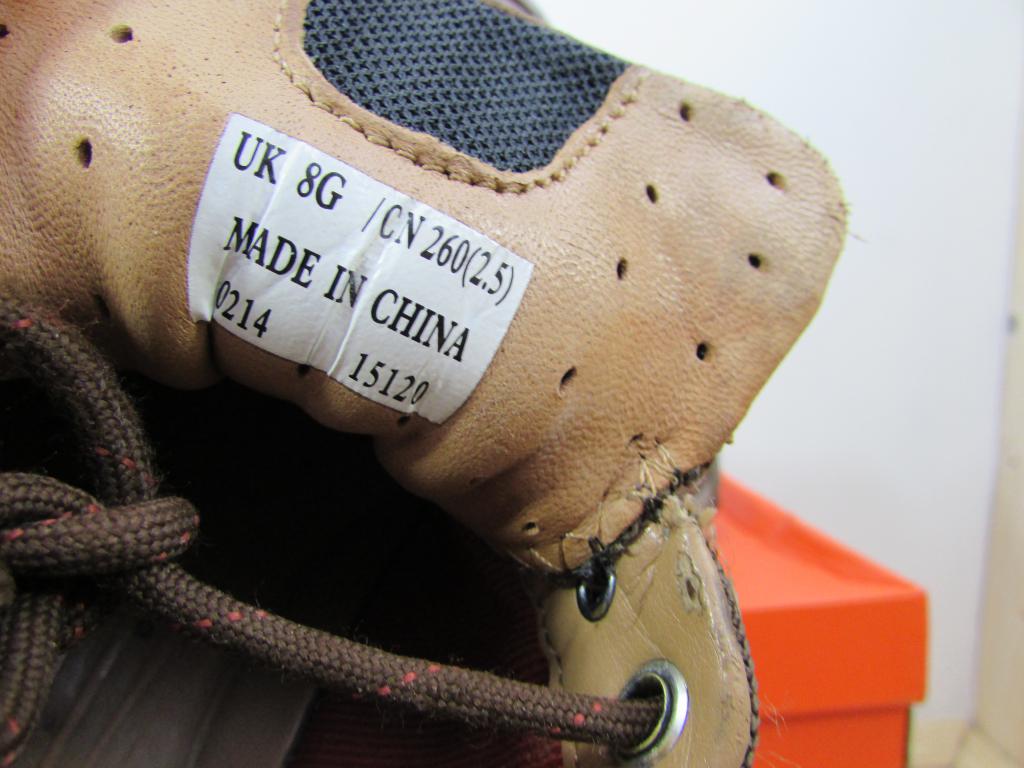 UK 8G /CN 260(2.5)
MADE IN CHINA
0214 15120